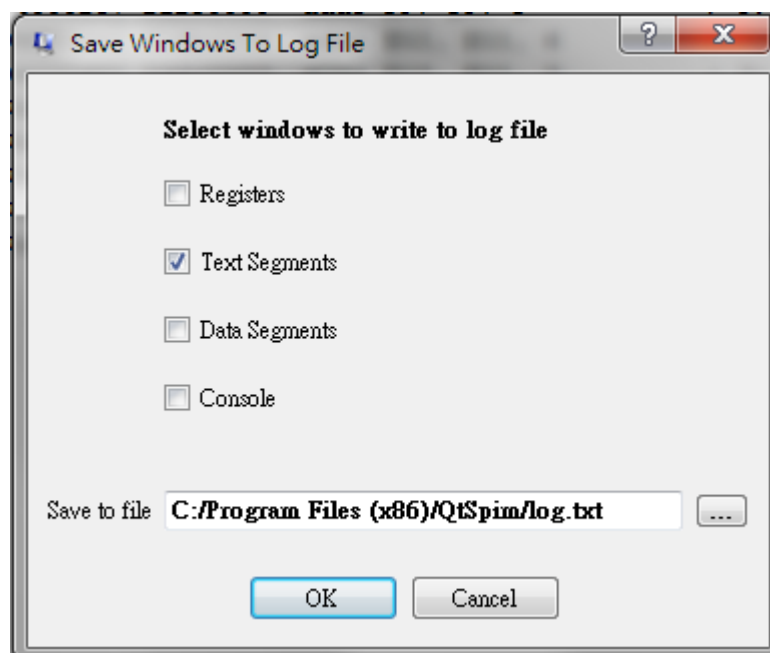 Save Windows To Log File
Select windows to write to log file
Registers
Text Segments
Data Segments
Console
Save to file C:/Program Files (x86)/QtSpim/log.txt ...
OK Cancel